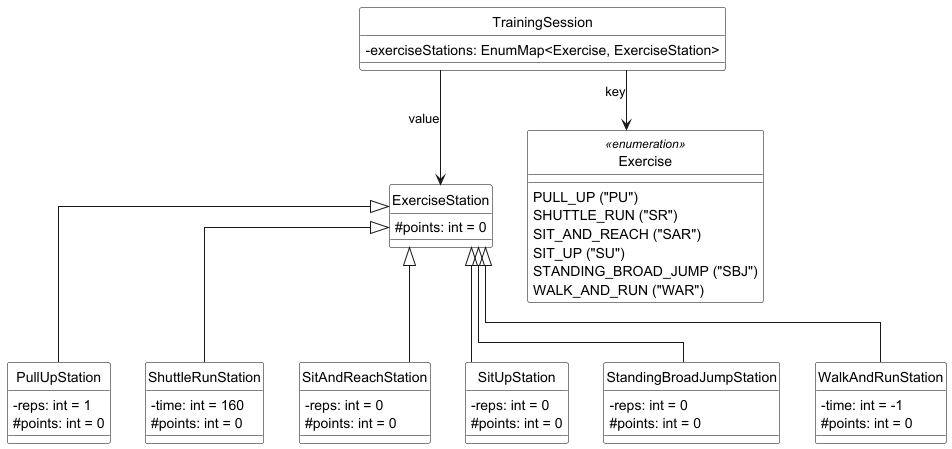 TrainingSession
-exerciseStations: EnumMap<Exercise, ExerciseStation>
value
key
«enumeration»
Exercise
PULL_UP ("PU")
SHUTTLE_RUN ("SR")
SIT_AND_REACH ("SAR")
SIT_UP ("SU")
STANDING_BROAD_JUMP ("SBJ")
WALK_AND_RUN ("WAR")
ExerciseStation
#points: int = 0
PullUpStation
-reps: int = 1
#points: int = 0
ShuttleRunStation
-time: int = 160
#points: int = 0
SitAndReachStation
-reps: int = 0
#points: int = 0
SitUpStation
-reps: int = 0
#points: int = 0
StandingBroadJumpStation
-reps: int = 0
#points: int = 0
WalkAndRunStation
-time: int = -1
#points: int = 0